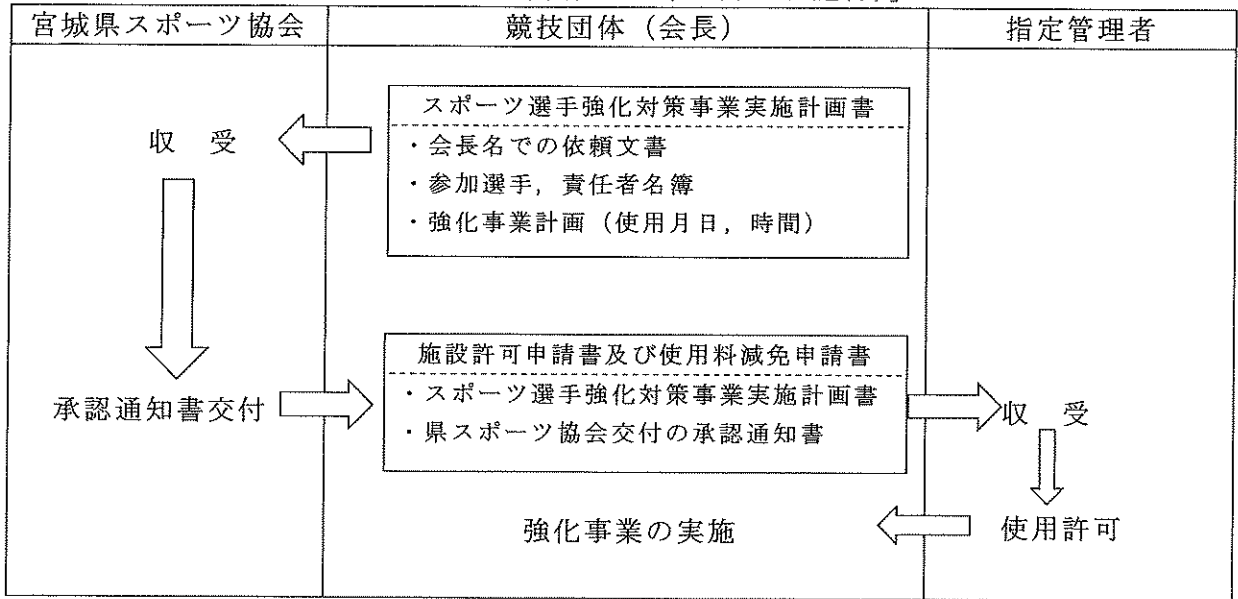 宮城県スポーツ協会
競技団体（会長）
指定管理者
スポーツ選手強化対策事業実施計画書
・会長名での依頼文書
・参加選手，責任者名簿
・強化事業計画（使用月日，時間）
収　受
施設許可申請書及び使用料減免申請書
・スポーツ選手強化対策事業実施計画書
・県スポーツ協会交付の承認通知書
承認通知書交付
収　受
使用許可
強化事業の実施